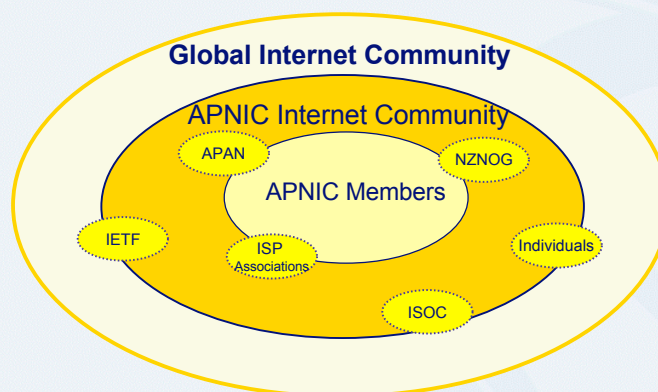 Global Internet Community
APNIC Internet Community
APAN
NZNOG
APNIC Members
IETF
ISP
Associations
Individuals
ISOC